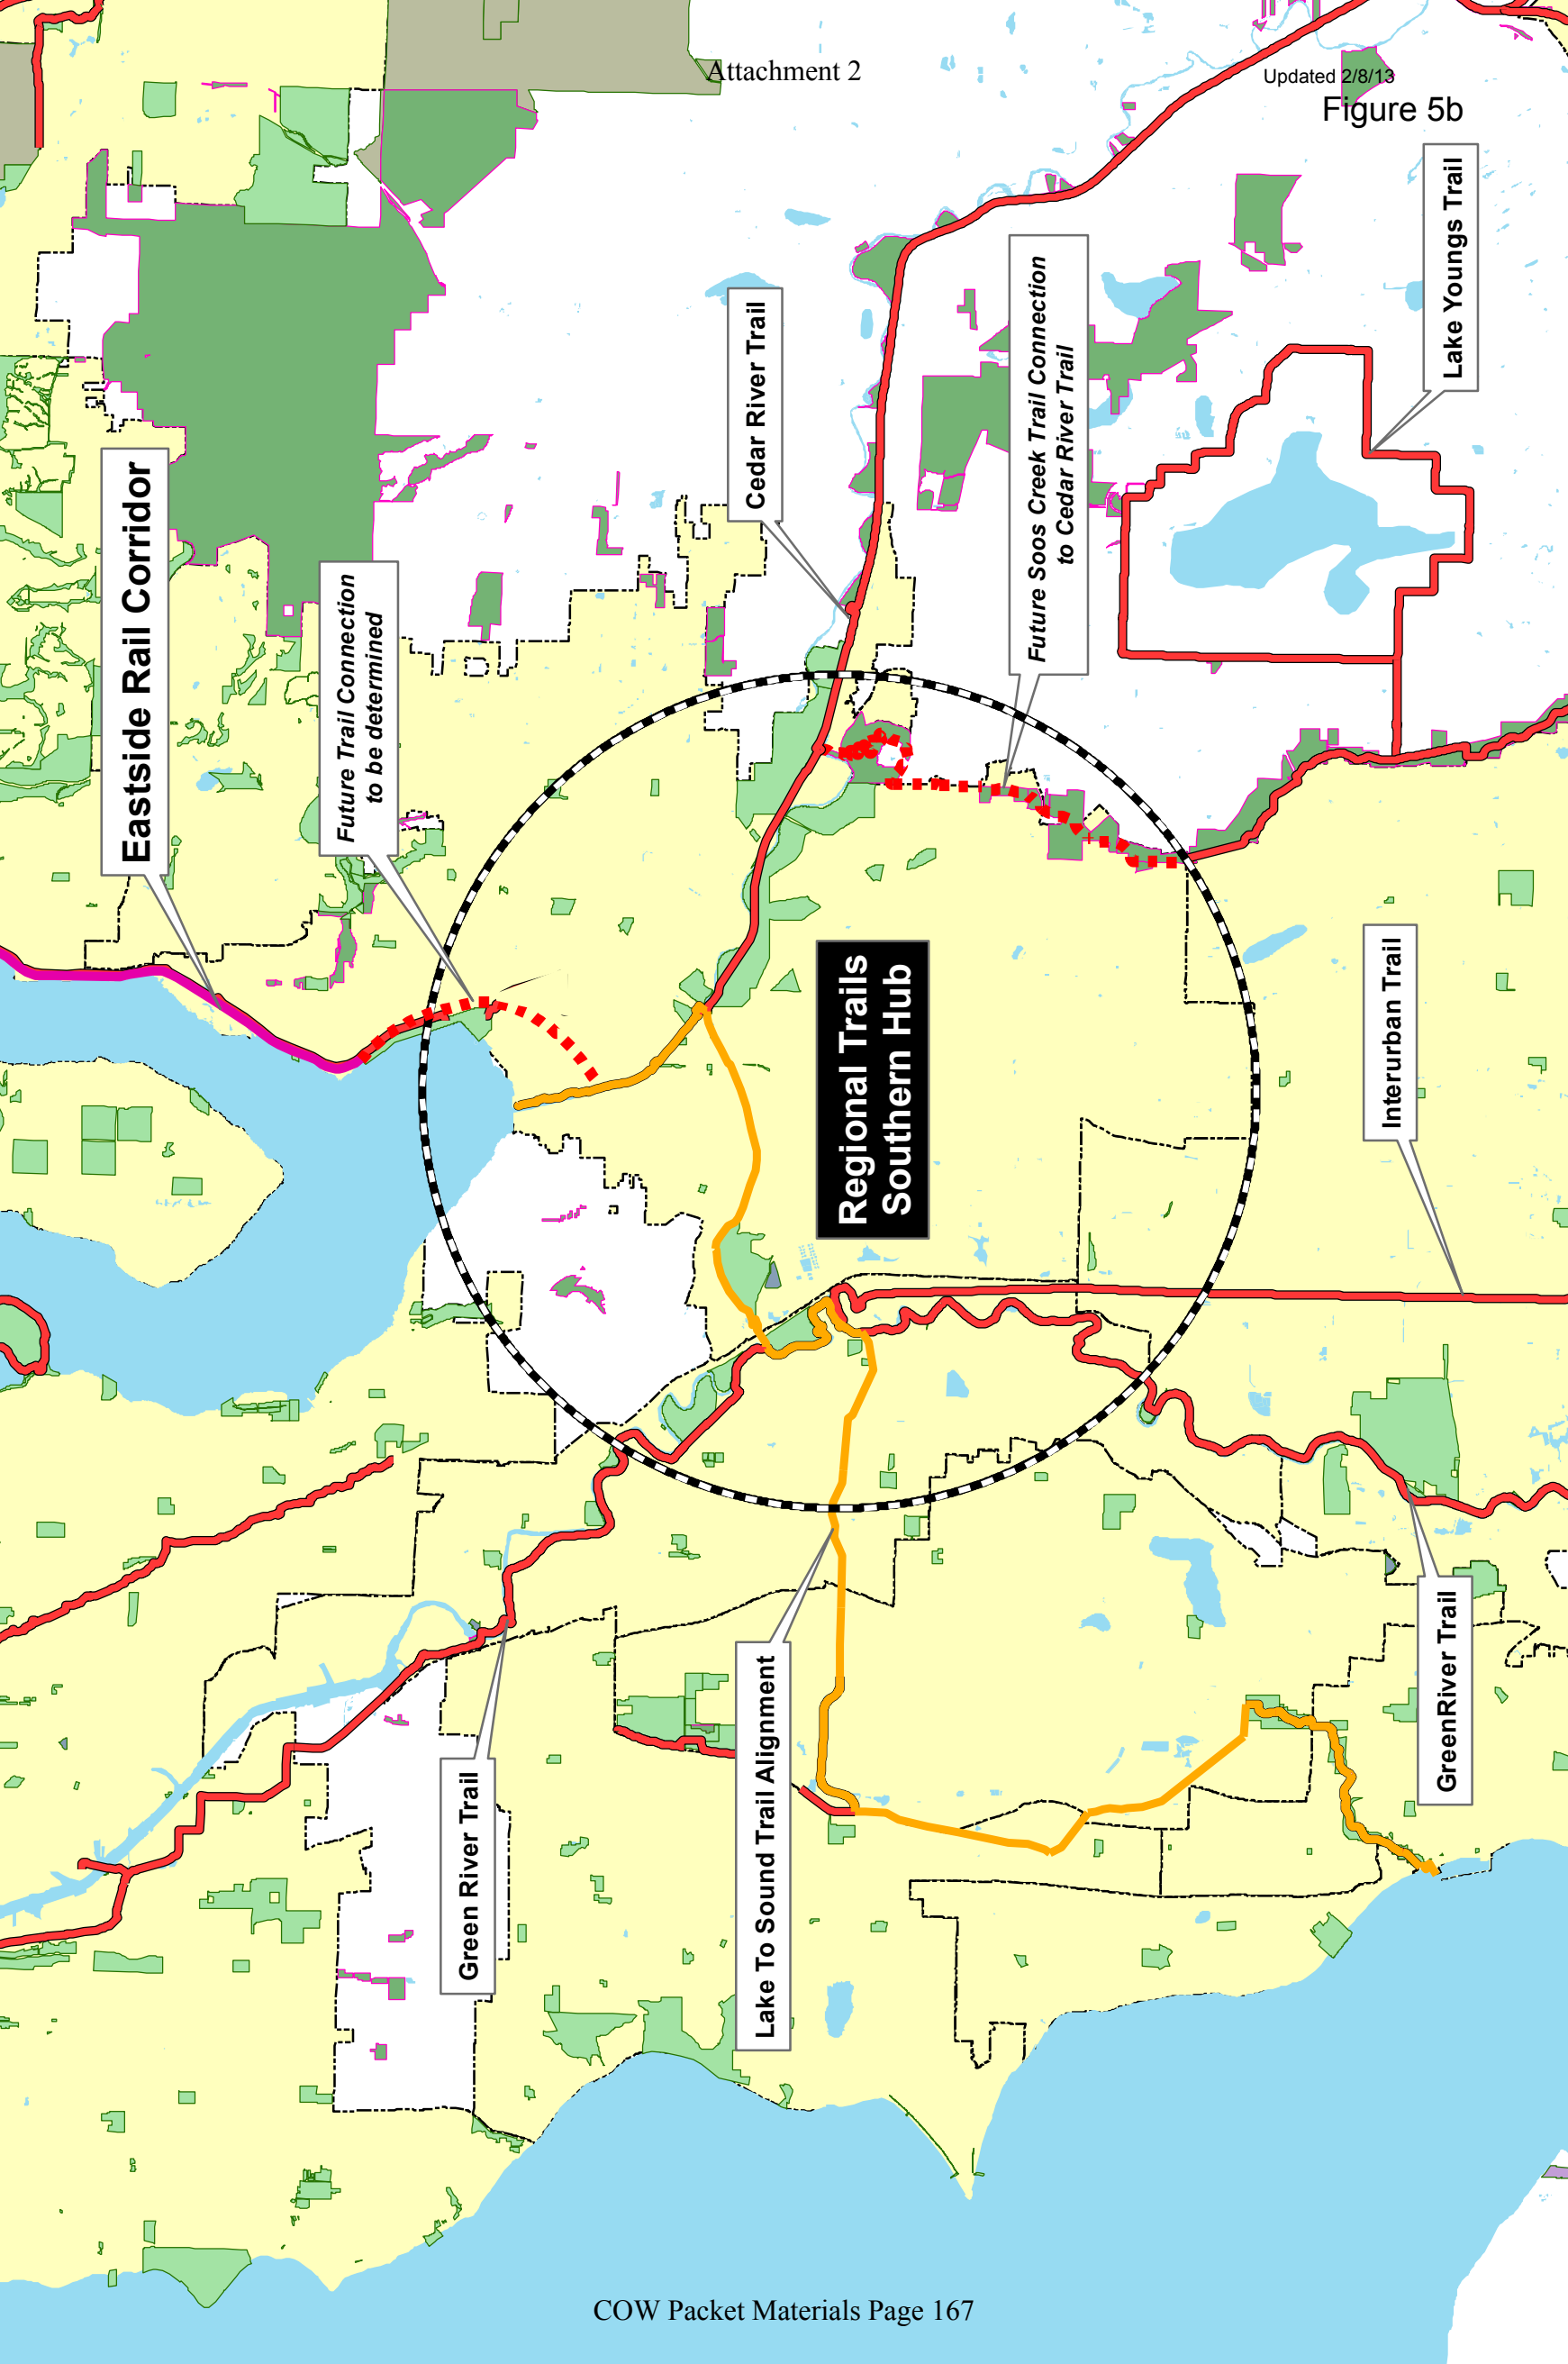 Attachment 2
Updated 2/8/13
Figure 5b
Eastside Rail Corridor
Future Trail Connection
to be determined
Cedar River Trail
Future Soos Creek Trail Connection
to Cedar River Trail
Lake Youngs Trail
Regional Trails
Southern Hub
Interurban Trail
Green River Trail
Lake To Sound Trail Alignment
GreenRiver Trail
COW Packet Materials Page 167